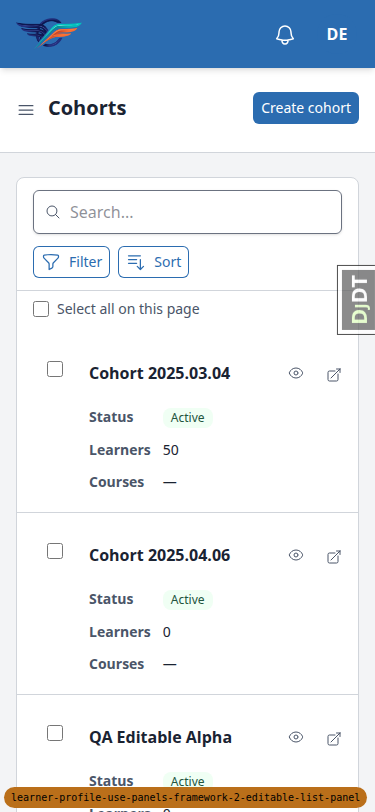 DE
Cohorts
Create cohort
Search...
Filter
Sort
DjDT
Select all on this page
Cohort 2025.03.04
Status Active
Learners 50
Courses —
Cohort 2025.04.06
Status Active
Learners 0
Courses —
QA Editable Alpha
Status Active
learner-profile-use-panels-framework-2-editable-list-panel